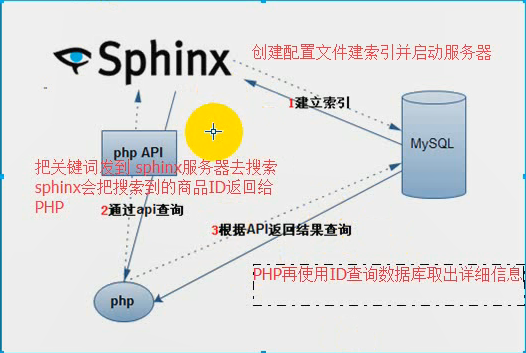 Sphinx
创建配置文件建索引并启动服务器
1建立索引
MySQL
php API
把关键词发到 sphinx服务器去搜索
sphinx会把搜索到的商品ID返回给
PHP
2通过api查询
3根据API返回结果查询
PHP再使用ID查询数据库取出详细信息
php